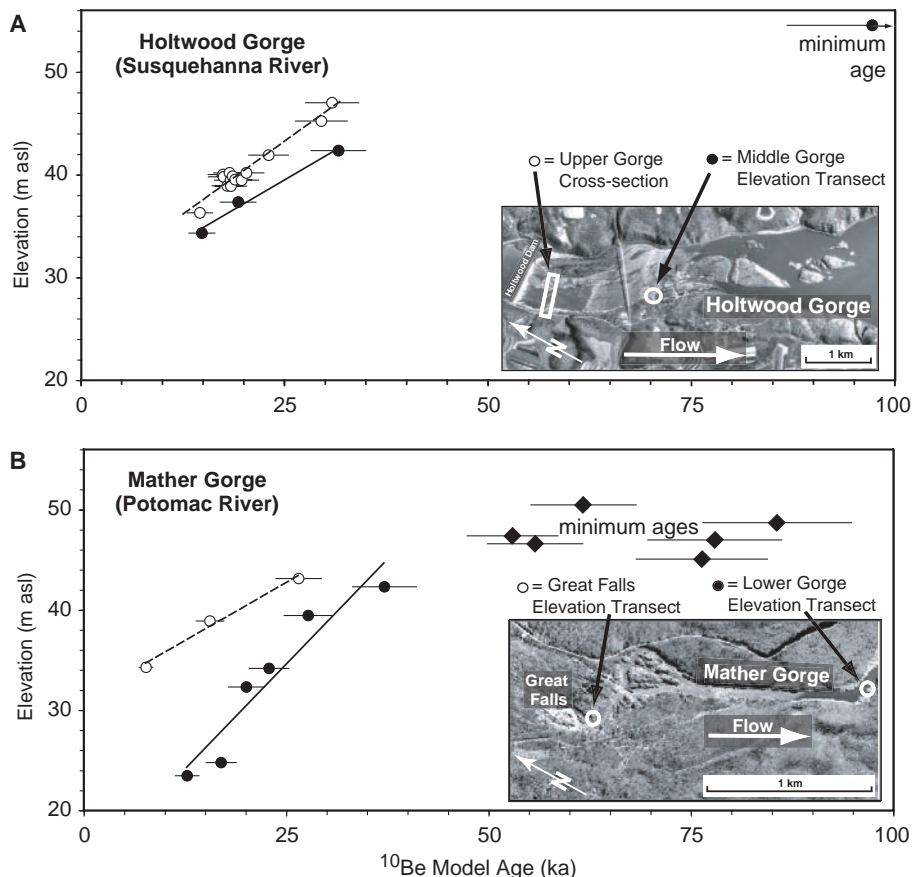 A
Holtwood Gorge
(Susquehanna River)
minimum
age
50
40
30
20
Elevation (m asl)
= Upper Gorge
Cross-section
= Middle Gorge
Elevation Transect
Holtwood Dam
Holtwood Gorge
N
Flow
1 km
0
25
50
75
100
B
Mather Gorge
(Potomac River)
minimum ages
50
40
30
20
Elevation (m asl)
= Great Falls
Elevation Transect
= Lower Gorge
Elevation Transect
Mather Gorge
Great
Falls
Flow
N
1 km
0
25
50
75
100
10Be Model Age (ka)